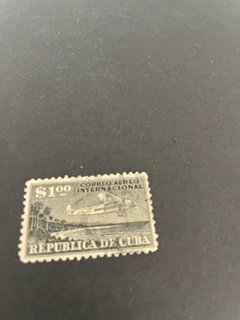 CORREO AEREO
INTERNACIONAL
$1.00
REPUBLICA DE CUBA